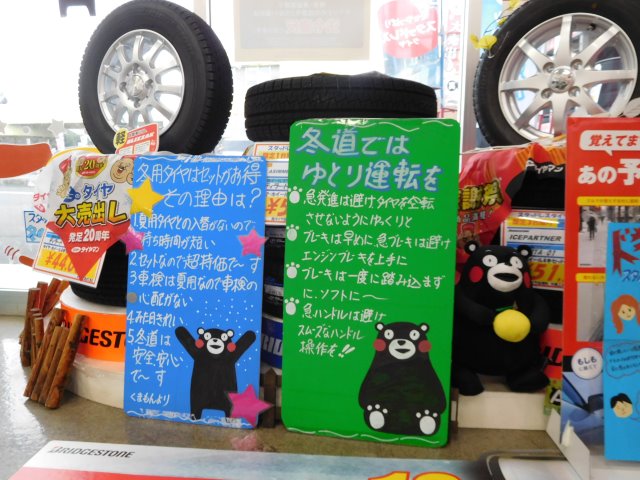 冬用タイヤはセットのお得
その理由は?
1.夏用タイヤとの入替がないので
待ち時間が短い
2.セットなので超特価で〜す
3.車検は夏用なので車検の
心配がない
4.お目きれい
5.冬道は
安全安心
で〜す
くまもんより
冬道では
ゆとり運転を
急発進は避けタイヤを空転
させないようにゆっくりと
ブレーキは早めに急ブレーキは避け
エンジンブレーキを上手に
ブレーキは一度に踏み込まず
に、ソフトに〜
急ハンドルは避け
スムーズなハンドル
操作を!!
タイヤ
大売出し
発足20周年
タイヤマン
軽
BLIZZAK
ICEPARTNER
覚えてま
あの予
もしも
BRIDGESTONE